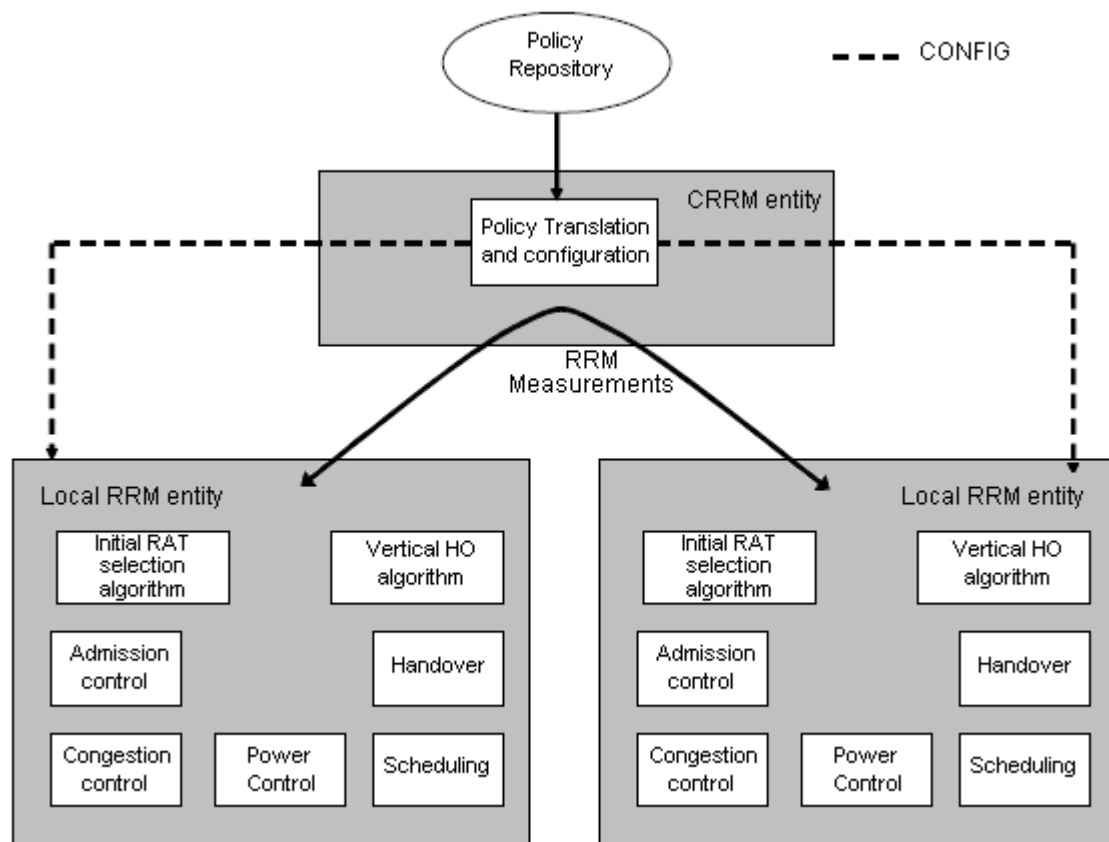 Policy
Repository
CONFIG
CRRM entity
Policy Translation
and configuration
RRM
Measurements
Local RRM entity
Initial RAT
selection
algorithm
Vertical HO
algorithm
Admission
control
Handover
Congestion
control
Power
Control
Scheduling
Local RRM entity
Initial RAT
selection
algorithm
Vertical HO
algorithm
Admission
control
Handover
Congestion
control
Power
Control
Scheduling